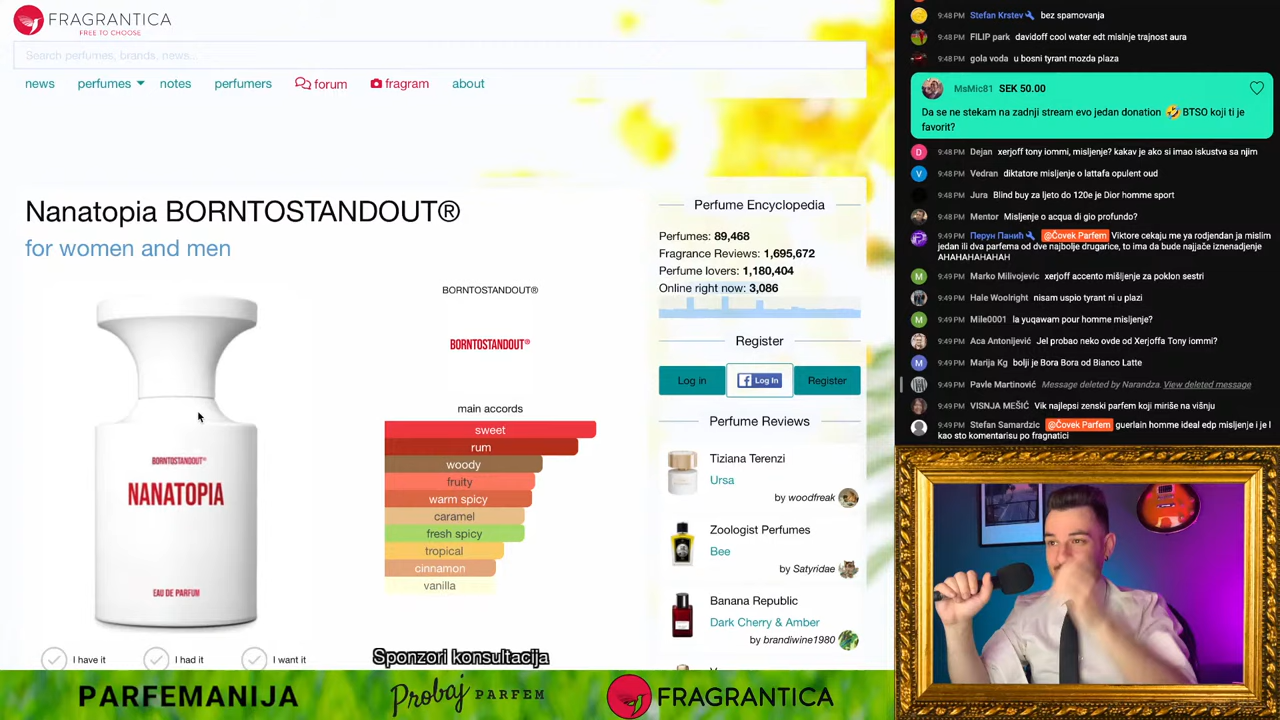 FRAGRANTICA
FREE TO CHOOSE
Search perfumes, brands, news...
news perfumes notes perfumers forum fragram about
Nanatopia BORNTOSTANDOUT®
for women and men
BORNTOSTANDOUT®
NANATOPIA
EAU DE PARFUM
I have it I had it I want it
BORNTOSTANDOUT®
BORNTOSTANDOUT®
main accords
sweet
rum
woody
fruity
warm spicy
caramel
fresh spicy
tropical
cinnamon
vanilla
Perfume Encyclopedia
Perfumes: 89,468
Fragrance Reviews: 1,695,672
Perfume lovers: 1,180,404
Online right now: 3,086
Register
Log in Log In Register
Perfume Reviews
Tiziana Terenzi
Ursa
by woodfreak
Zoologist Perfumes
Bee
by Satyridae
Banana Republic
Dark Cherry & Amber
by brandiwine1980
Sponzori konsultacija
PARFEMANIJA Probaj PARFEM FRAGRANTICA
9:48 PM Stefan Krstev bez spamovanja
9:48 PM FILIP park davidoff cool water edt mislnje trajnost aura
9:48 PM gola voda u bosni tyrant mozda plaza
MsMic81 SEK 50.00
Da se ne stekam na zadnji stream evo jedan donation 🤣 BTSO koji ti je
favorit?
9:48 PM Dejan xerjoff tony iommi, misljenje? kakav je ako si imao iskustva sa njim
9:48 PM Vedran diktatore misljenje o lattafa opulent oud
9:48 PM Jura Blind buy za ljeto do 120e je Dior homme sport
9:48 PM Mentor Misljenje o acqua di gio profundo?
9:49 PM Перун Панић @Čovek Parfem Viktore cekaju me ya rodjendan ja mislim
jedan ili dva parfema od dve najbolje drugarice, to ima da bude najjače iznenadjenje
AHAHAHAHAH
9:49 PM Marko Milivojevic xerjoff accento mišljenje za poklon sestri
9:49 PM Hale Woolright nisam uspio tyrant ni u plazi
9:49 PM Mile0001 la yuqawam pour homme misljenje?
9:49 PM Aca Antonijević Jel probao neko ovde od Xerjoffa Tony iommi?
9:49 PM Marija Kg bolji je Bora Bora od Bianco Latte
9:49 PM Pavle Martinović Message deleted by Narandza. View deleted message
9:49 PM VISNJA MEŠIĆ Vik najlepsi zenski parfem koji miriše na višnju
9:49 PM Stefan Samardzic @Čovek Parfem guerlain homme ideal edp misljenje i je l
kao sto komentarisu po fragnatici